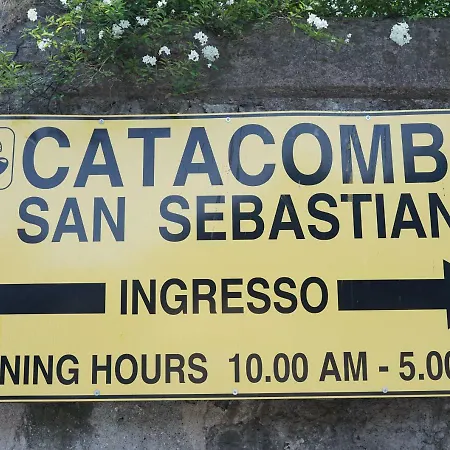 CATACOMB
SAN SEBASTIAN
INGRESSO
NING HOURS 10.00 AM - 5.00